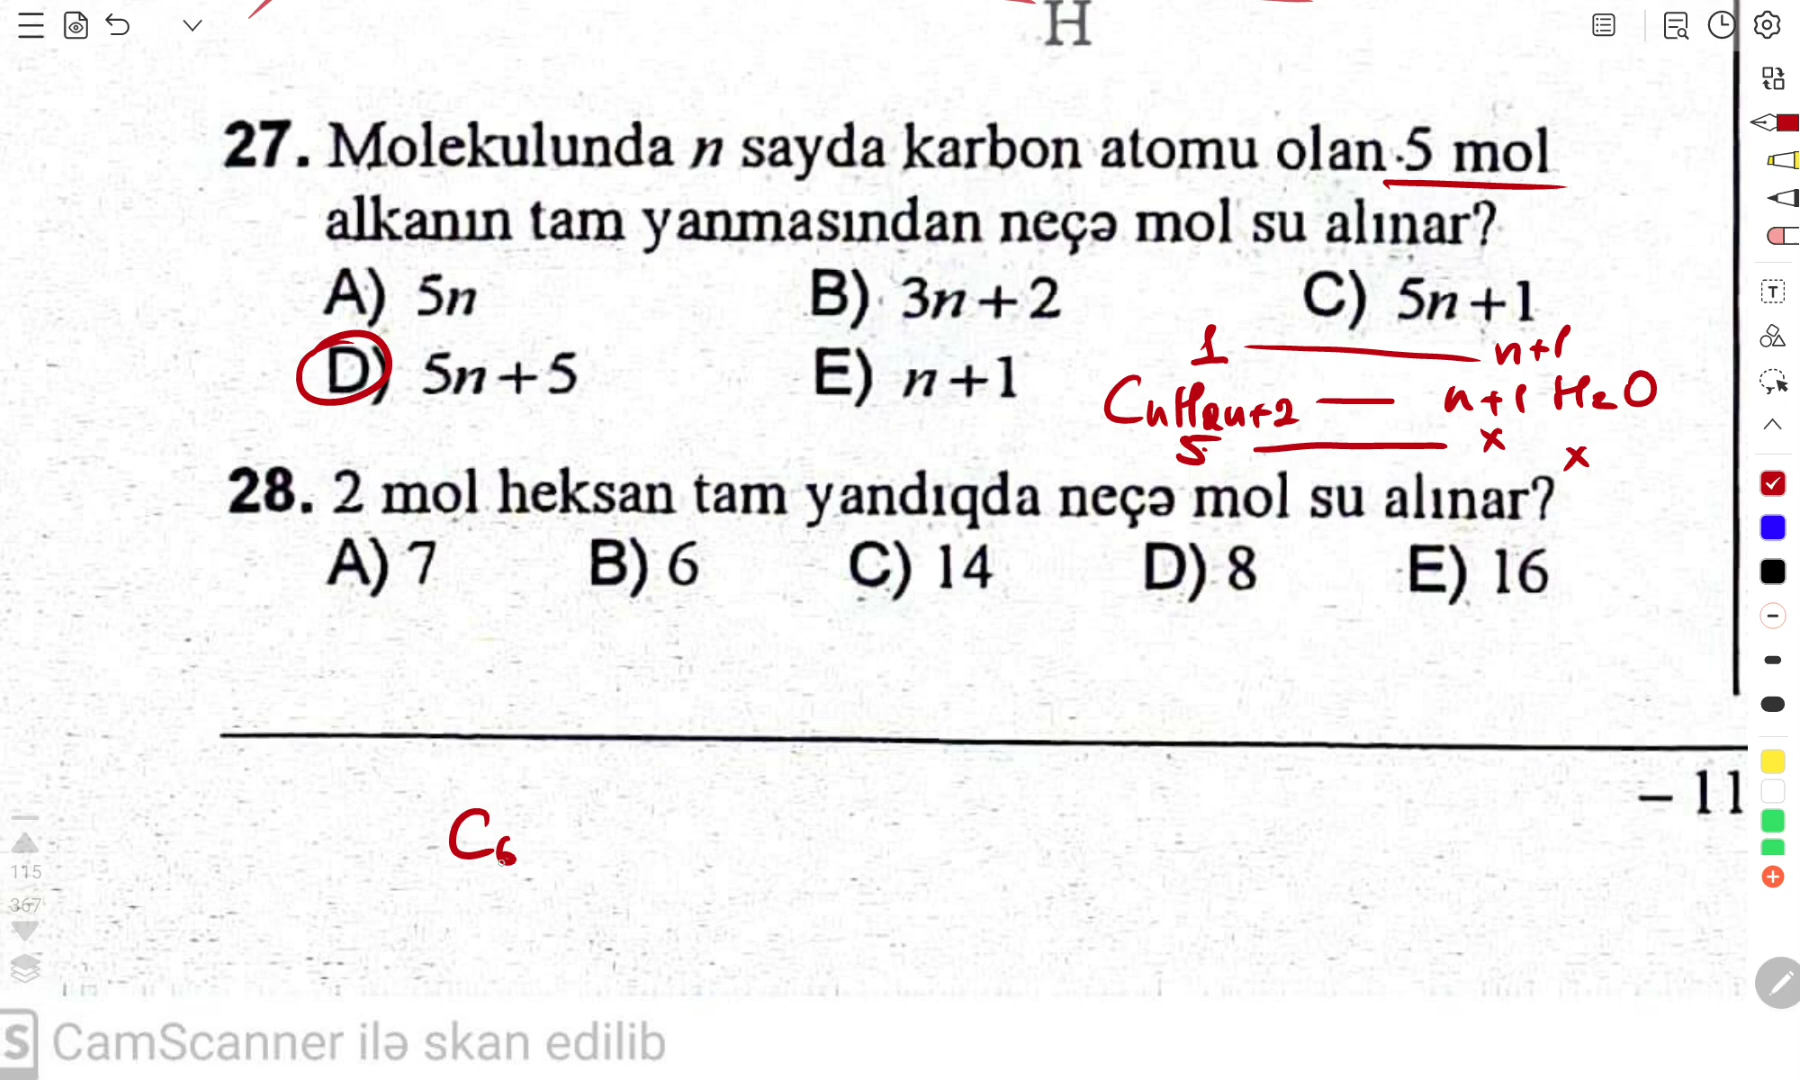 H
27. Molekulunda n sayda karbon atomu olan 5 mol
alkanın tam yanmasından neçə mol su alınar?
A) 5n B) 3n+2 C) 5n+1
D) 5n+5 E) n+1
1 — n+1
CnH2n+2 — n+1 H2O
5 — x x
28. 2 mol heksan tam yandıqda neçə mol su alınar?
A) 7 B) 6 C) 14 D) 8 E) 16
– 11
C6
115
367
S CamScanner ilə skan edilib